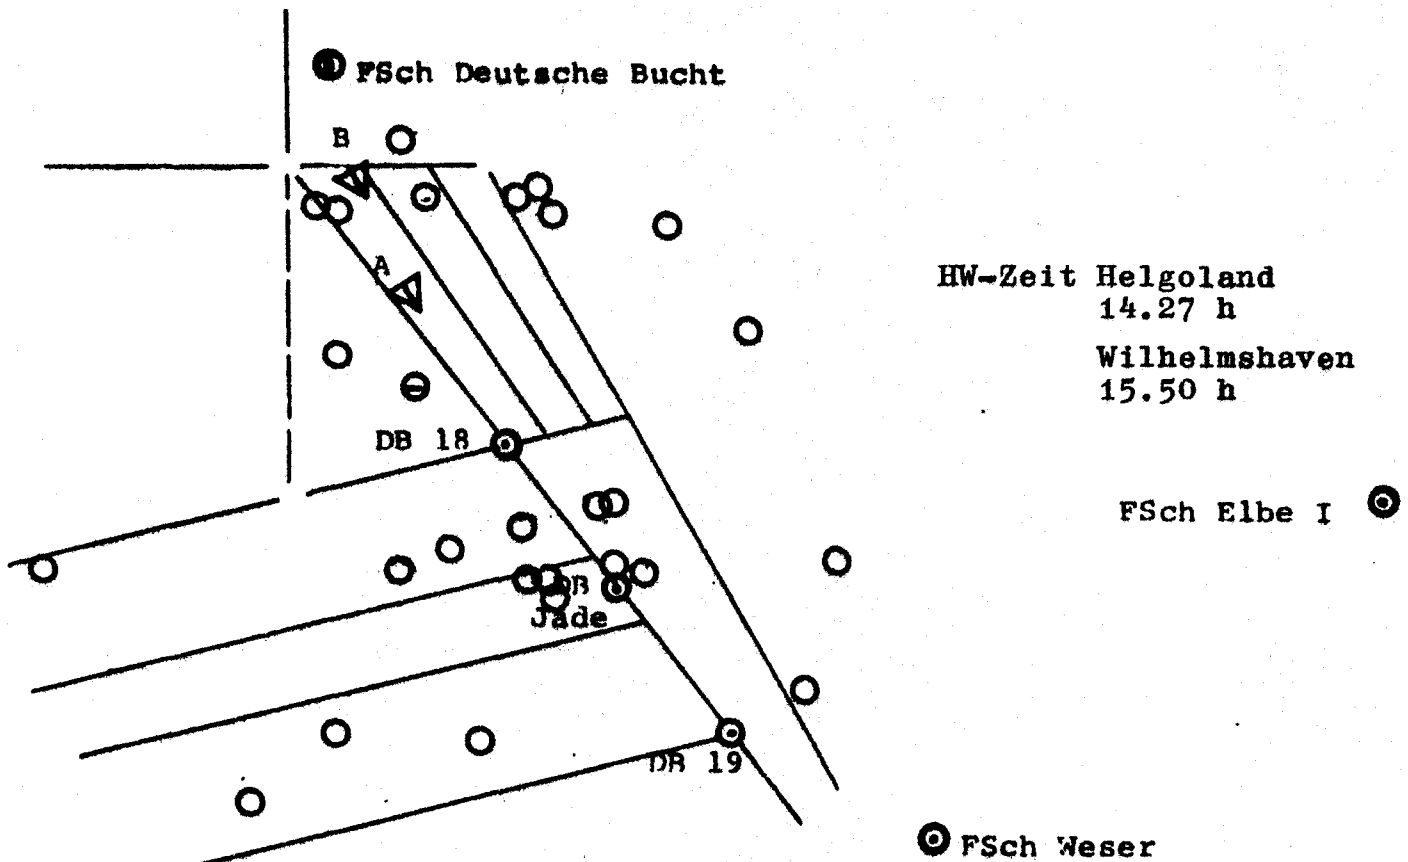 FSch Deutsche Bucht
B
A
HW-Zeit Helgoland
14.27 h
Wilhelmshaven
15.50 h
DB 18
FSch Elbe I
DB
Jade
DB 19
FSch Weser